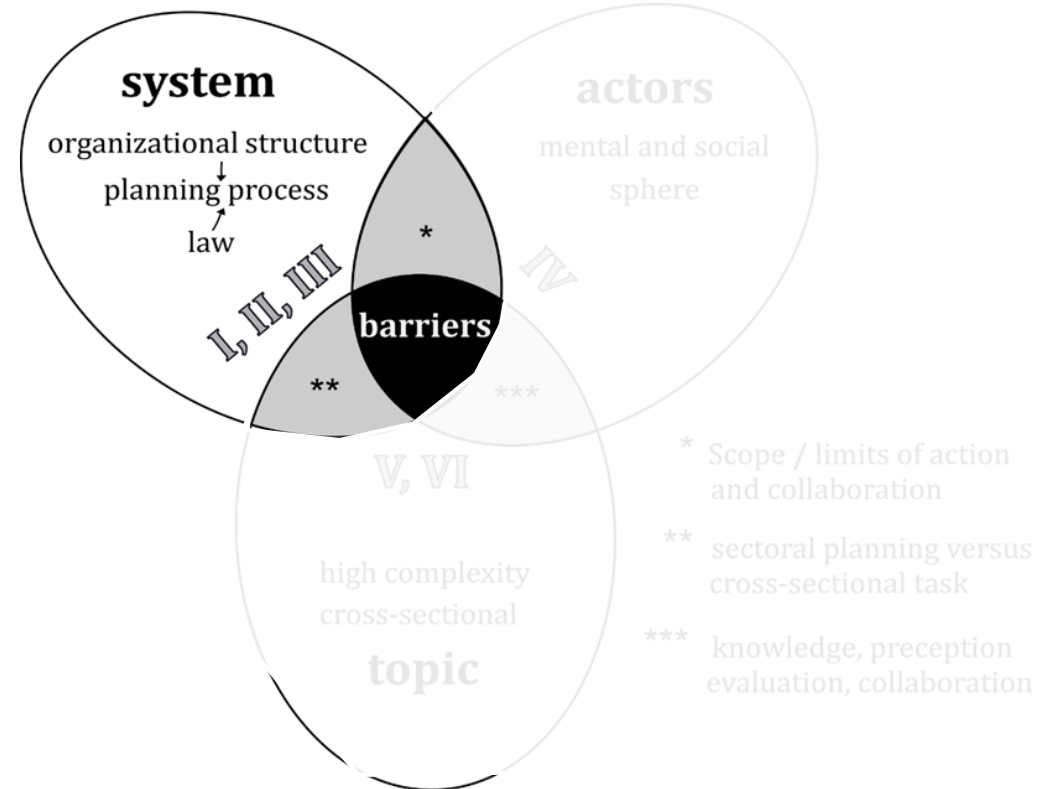 system
organizational structure
planning process
law
I, II, III
actors
mental and social
sphere
IV
*
barriers
**
***
V, VI
high complexity
cross-sectional
topic
* Scope / limits of action
and collaboration
** sectoral planning versus
cross-sectional task
*** knowledge, preception
evaluation, collaboration